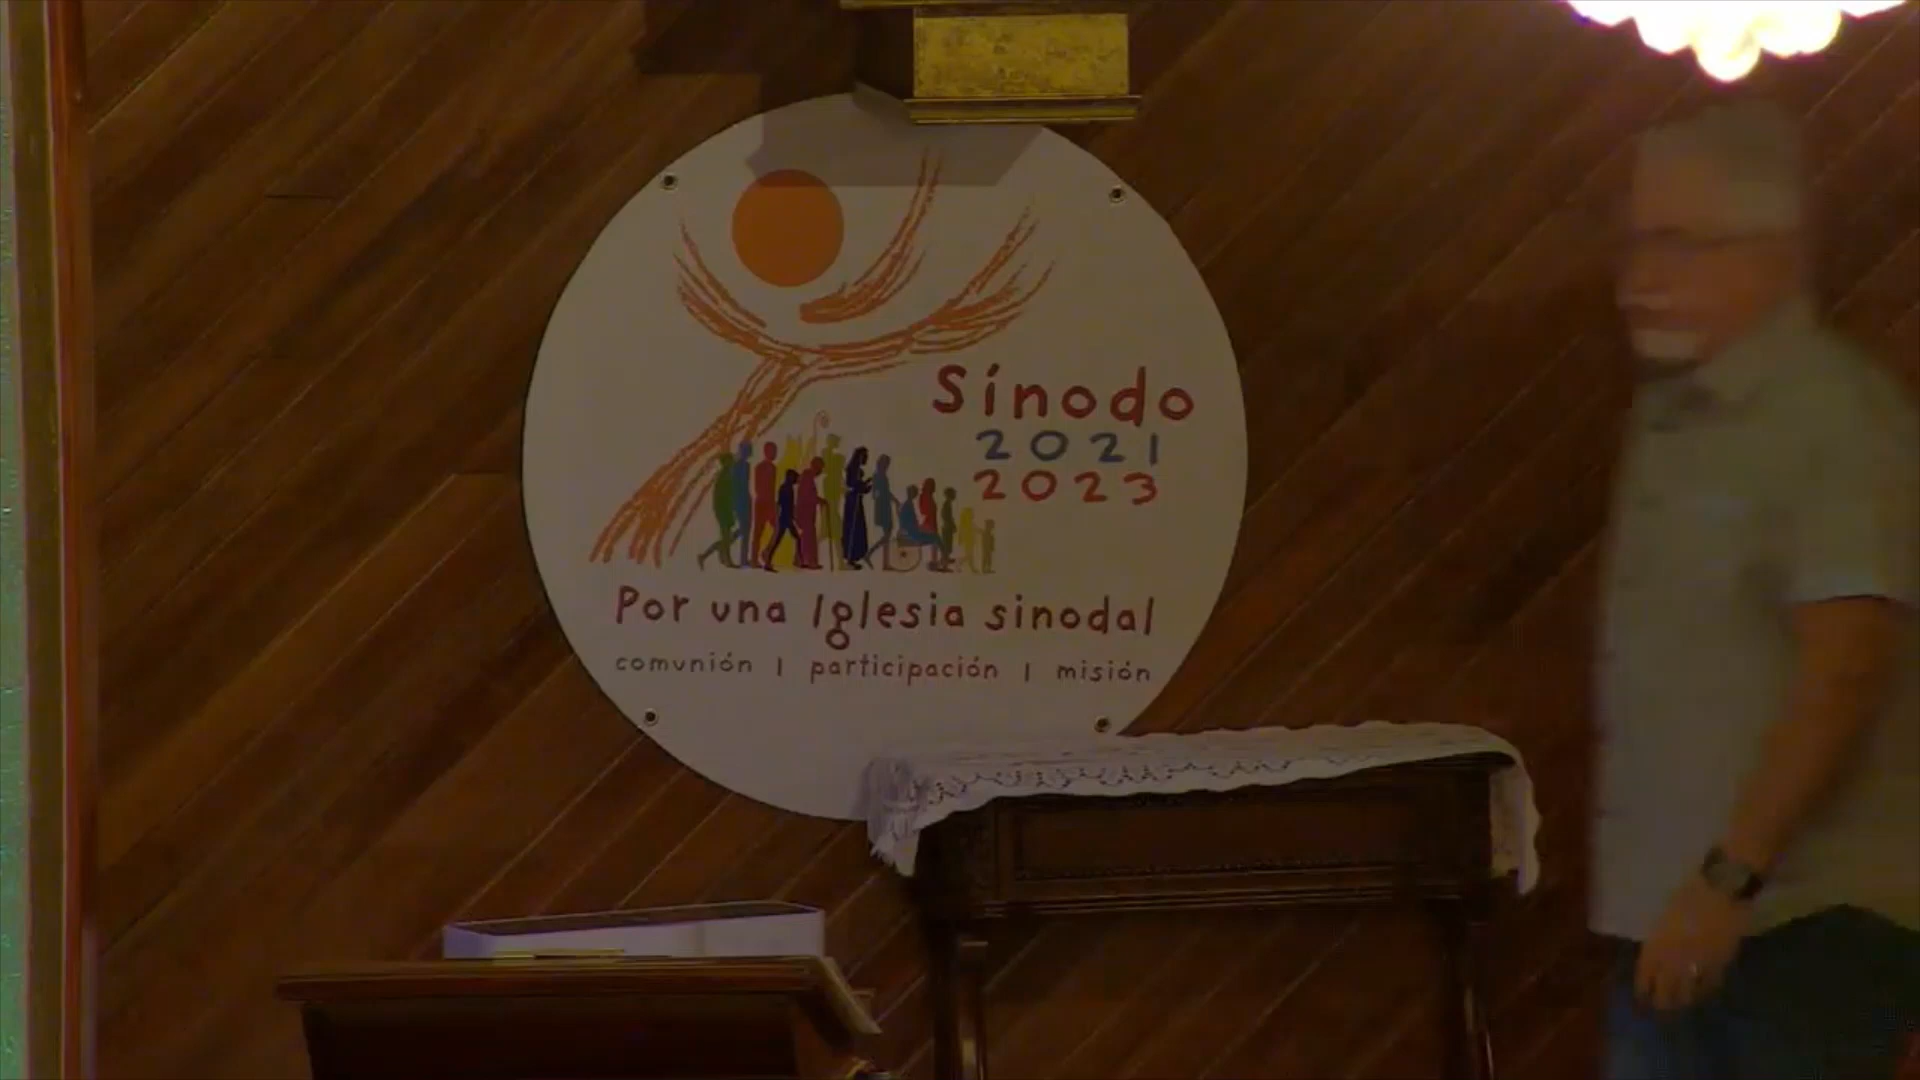 Sínodo
2021
2023
Por una Iglesia sinodal
comunión | participación | misión